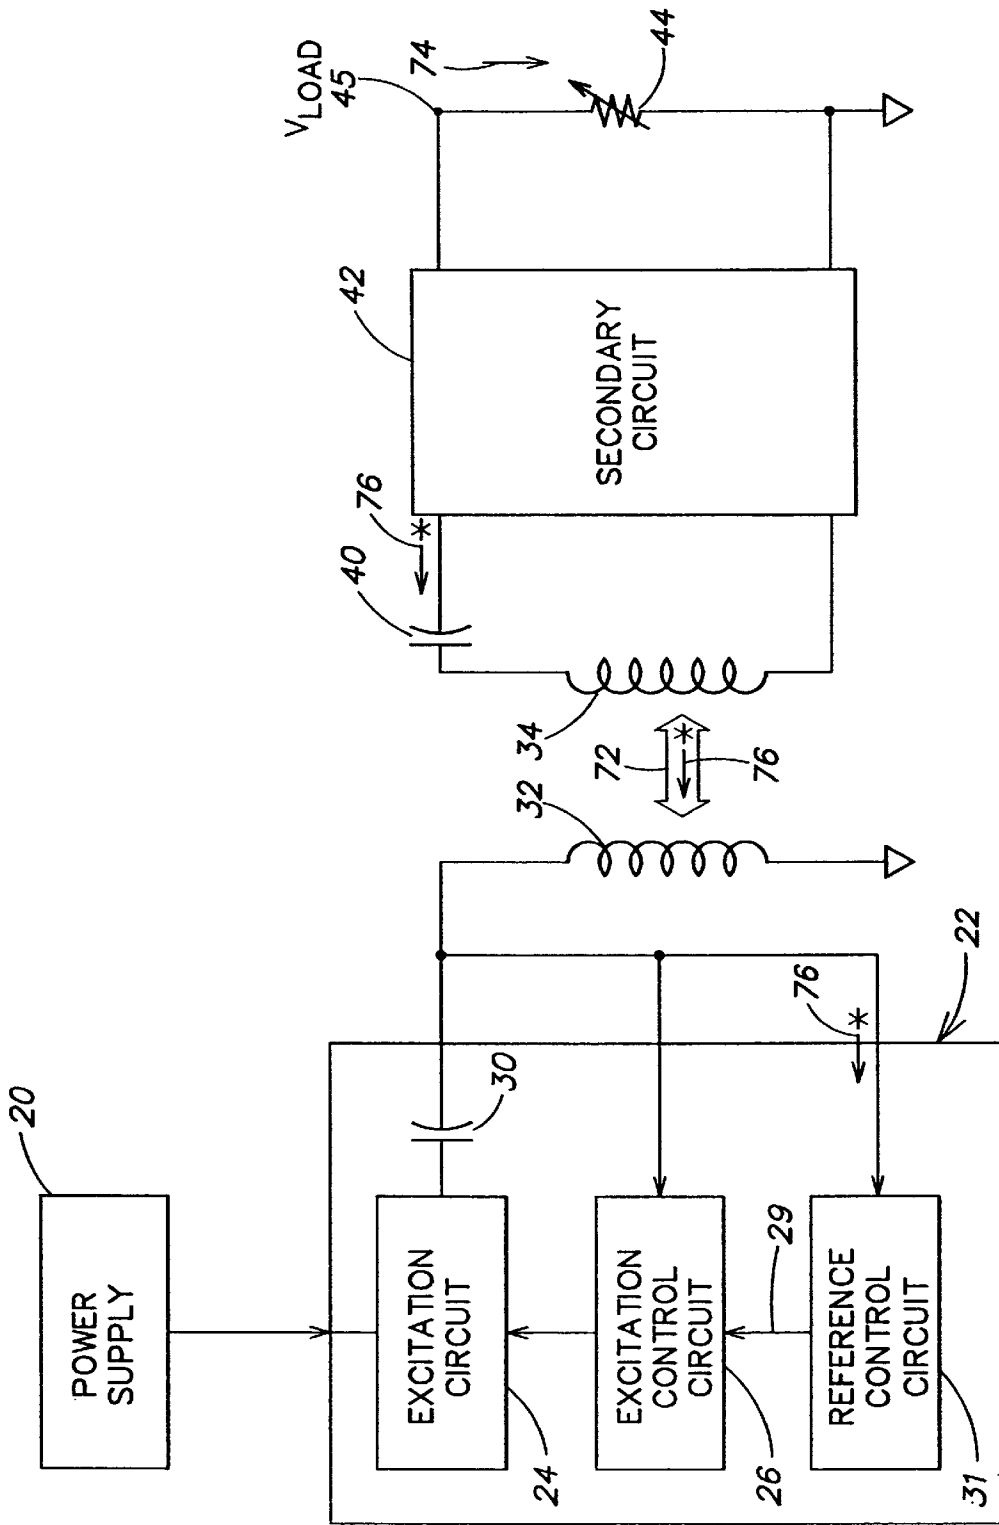 20
POWER
SUPPLY
22
EXCITATION
CIRCUIT
24
30
EXCITATION
CONTROL
CIRCUIT
26
29
REFERENCE
CONTROL
CIRCUIT
31
76
*
32
34
72
*
76
40
76
*
42
SECONDARY
CIRCUIT
VLOAD
45
74
44